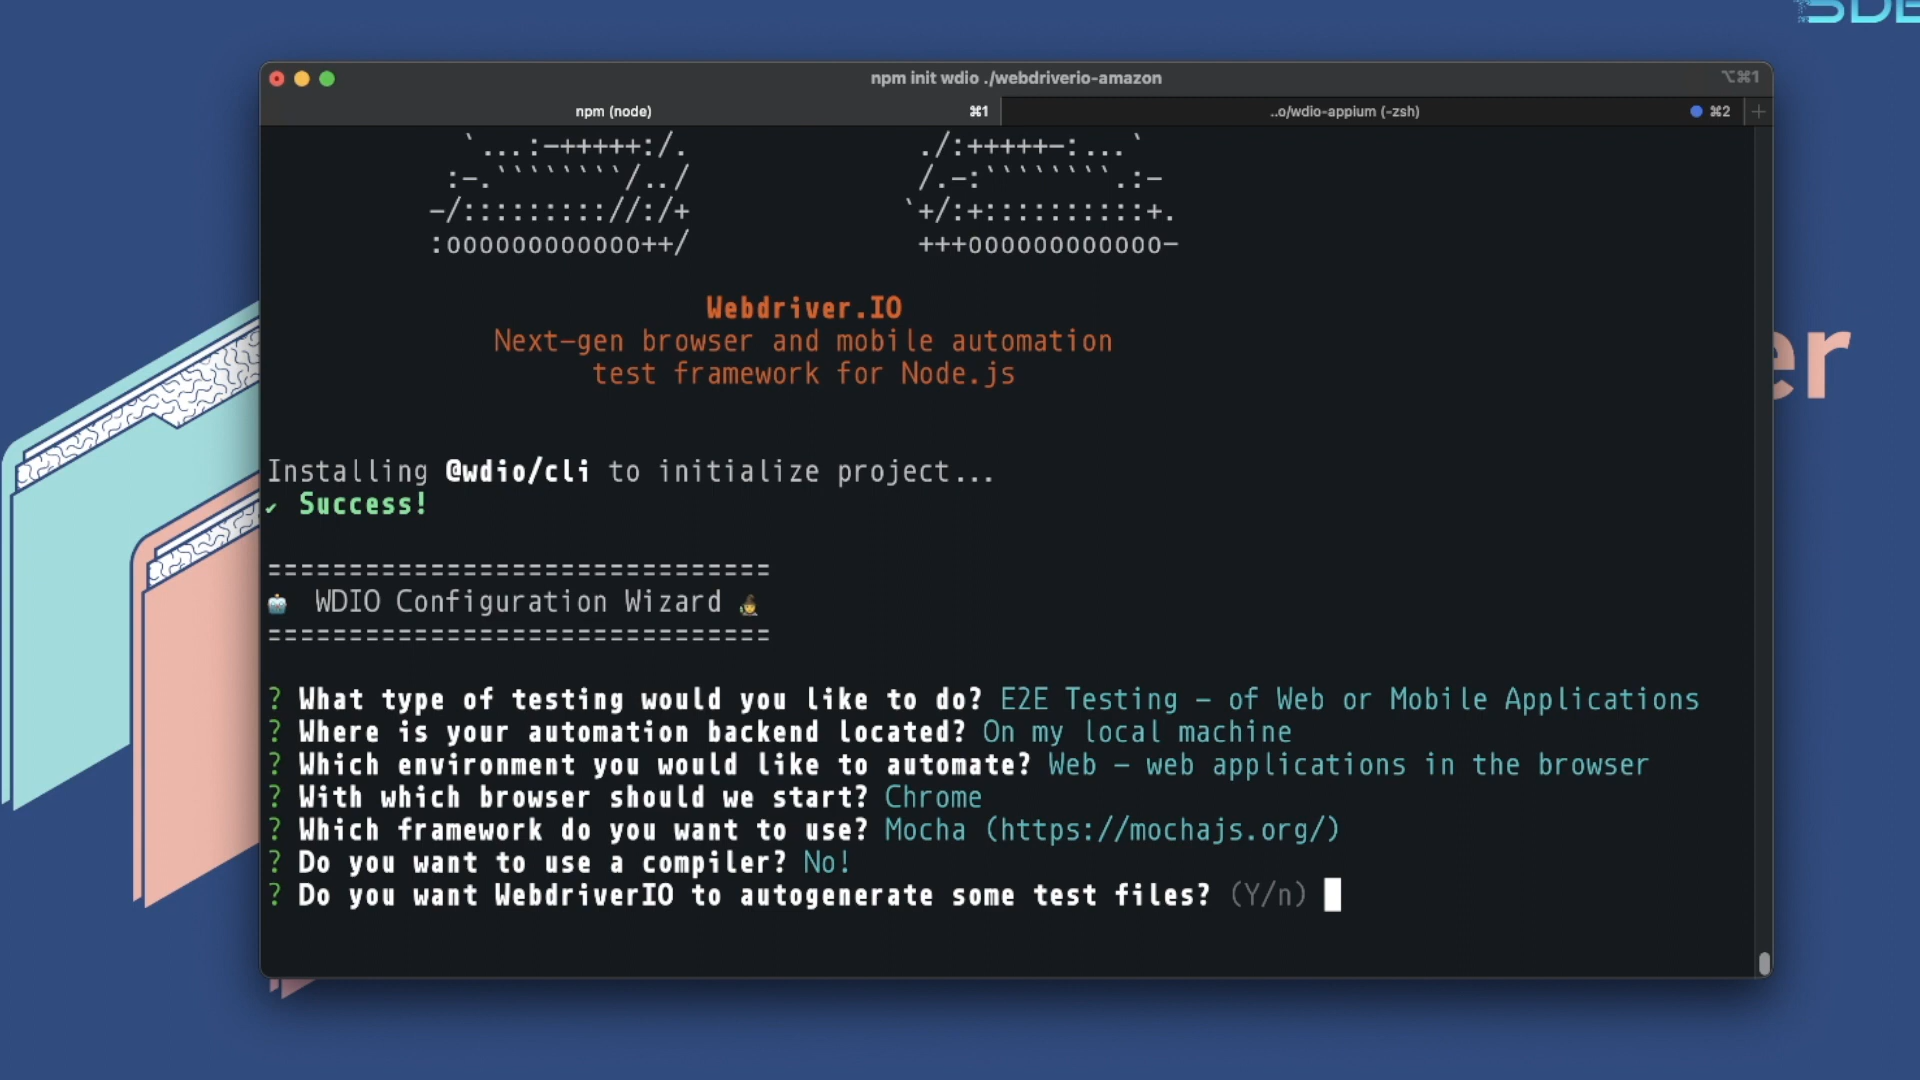 SDE
npm init wdio ./webdriverio-amazon
⌥⌘1
npm (node)
⌘1
..o/wdio-appium (-zsh)
⌘2
+
`...:-+++++:/.                ./:+++++-:...`
:-.````````/../                /.-:````````.:-
-/:::::::::://:/+              `+/:+::::::::::+.
:oooooooooooo++/                +++oooooooooooo-
Webdriver.IO
Next-gen browser and mobile automation
test framework for Node.js
er
Installing @wdio/cli to initialize project...
✔ Success!
===============================
🤖 WDIO Configuration Wizard 🧙
===============================
? What type of testing would you like to do? E2E Testing - of Web or Mobile Applications
? Where is your automation backend located? On my local machine
? Which environment you would like to automate? Web - web applications in the browser
? With which browser should we start? Chrome
? Which framework do you want to use? Mocha (https://mochajs.org/)
? Do you want to use a compiler? No!
? Do you want WebdriverIO to autogenerate some test files? (Y/n)